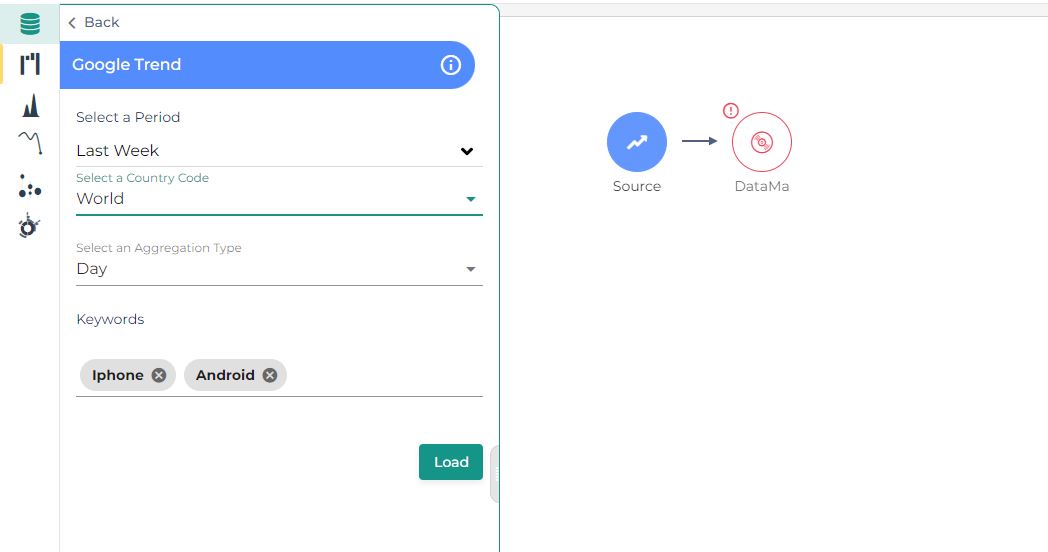 Back
Google Trend
Select a Period
Last Week
Select a Country Code
World
Select an Aggregation Type
Day
Keywords
Iphone Android
Load
Source DataMa